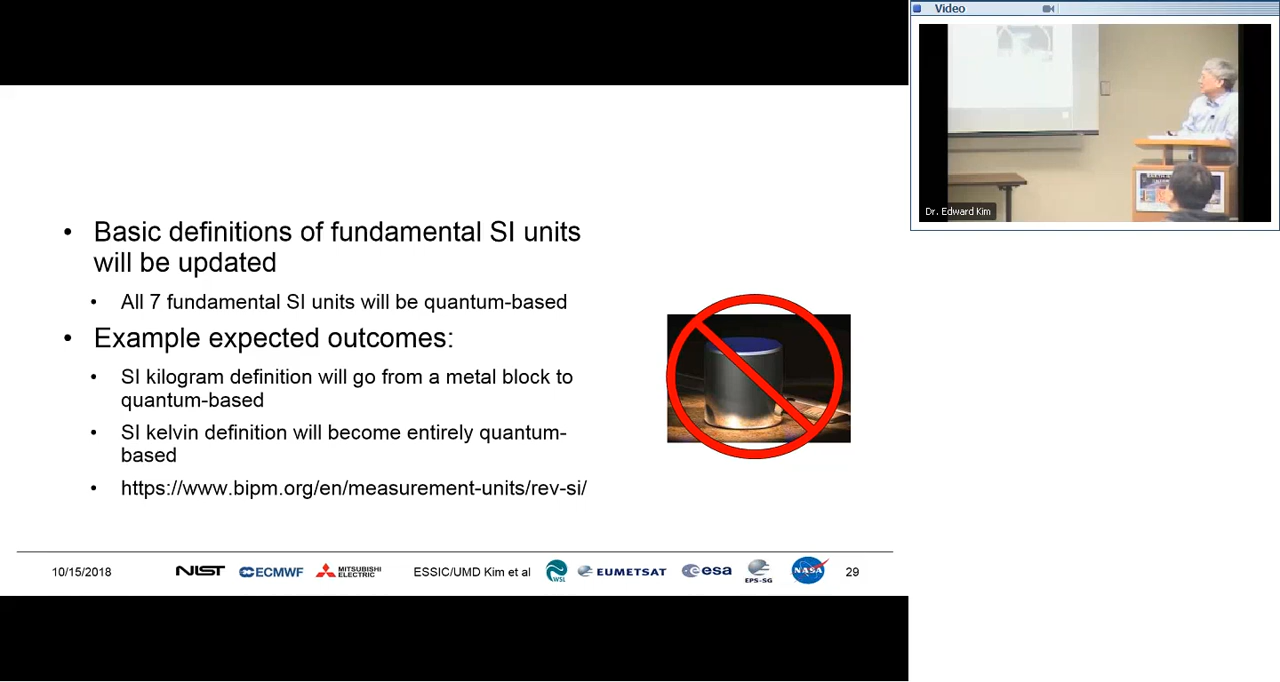 Video
Dr. Edward Kim
• Basic definitions of fundamental SI units
will be updated
• All 7 fundamental SI units will be quantum-based
• Example expected outcomes:
• SI kilogram definition will go from a metal block to
quantum-based
• SI kelvin definition will become entirely quantum-
based
• https://www.bipm.org/en/measurement-units/rev-si/
10/15/2018
NIST
ECMWF
MITSUBISHI
ELECTRIC
ESSIC/UMD Kim et al
WSL
EUMETSAT
esa
EPS-SG
NASA
29